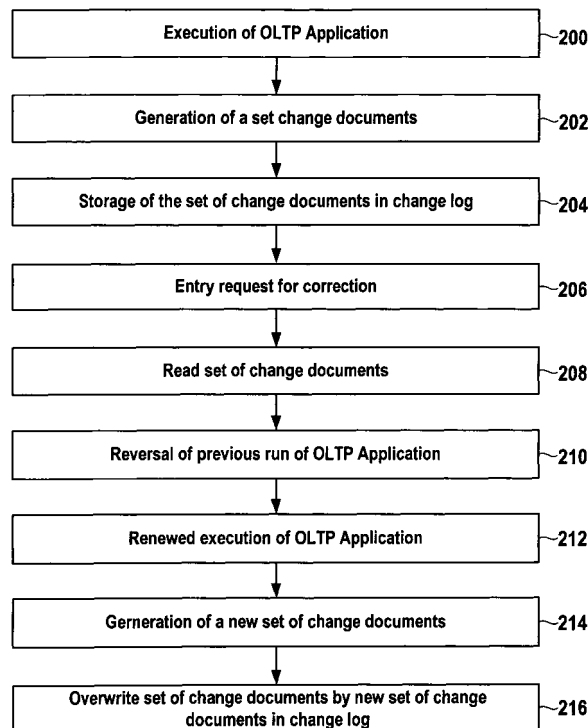 Execution of OLTP Application
200
Generation of a set change documents
202
Storage of the set of change documents in change log
204
Entry request for correction
206
Read set of change documents
208
Reversal of previous run of OLTP Application
210
Renewed execution of OLTP Application
212
Gerneration of a new set of change documents
214
Overwrite set of change documents by new set of change
documents in change log
216